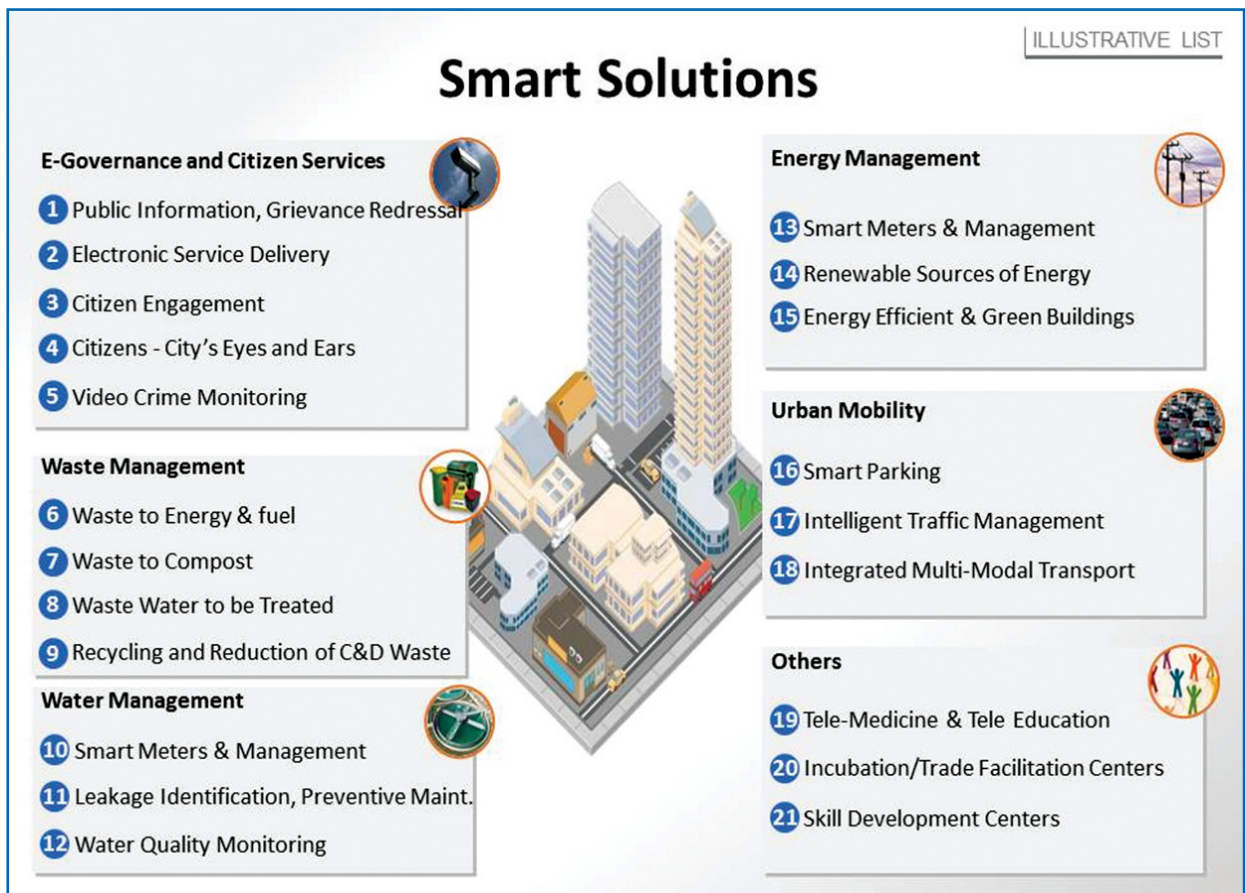 ILLUSTRATIVE LIST
Smart Solutions
E-Governance and Citizen Services
1 Public Information, Grievance Redressal
2 Electronic Service Delivery
3 Citizen Engagement
4 Citizens - City's Eyes and Ears
5 Video Crime Monitoring
Waste Management
6 Waste to Energy & fuel
7 Waste to Compost
8 Waste Water to be Treated
9 Recycling and Reduction of C&D Waste
Water Management
10 Smart Meters & Management
11 Leakage Identification, Preventive Maint.
12 Water Quality Monitoring
Energy Management
13 Smart Meters & Management
14 Renewable Sources of Energy
15 Energy Efficient & Green Buildings
Urban Mobility
16 Smart Parking
17 Intelligent Traffic Management
18 Integrated Multi-Modal Transport
Others
19 Tele-Medicine & Tele Education
20 Incubation/Trade Facilitation Centers
21 Skill Development Centers